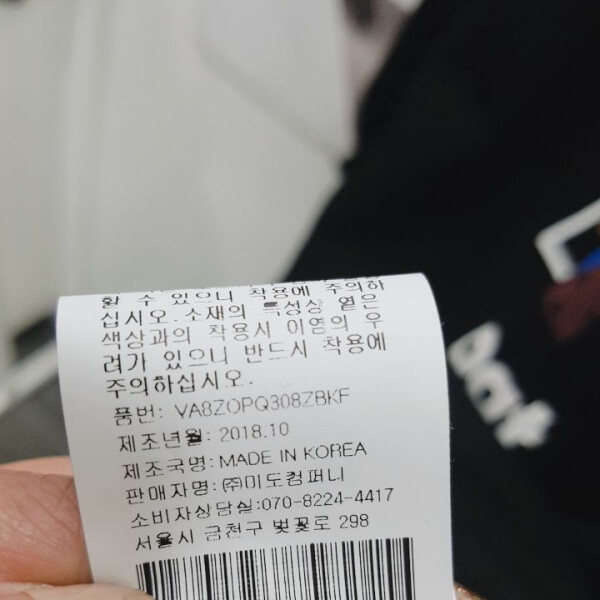 할 수 있으니 착용에 주의하
십시오.소재의 특성상 옅은
색상과의 착용시 이염의 우
려가 있으니 반드시 착용에
주의하십시오.
품번: VA8ZOPQ308ZBKF
제조년월: 2018.10
제조국명: MADE IN KOREA
판매자명: ㈜미도컴퍼니
소비자상담실:070-8224-4417
서울시 금천구 벚꽃로 298